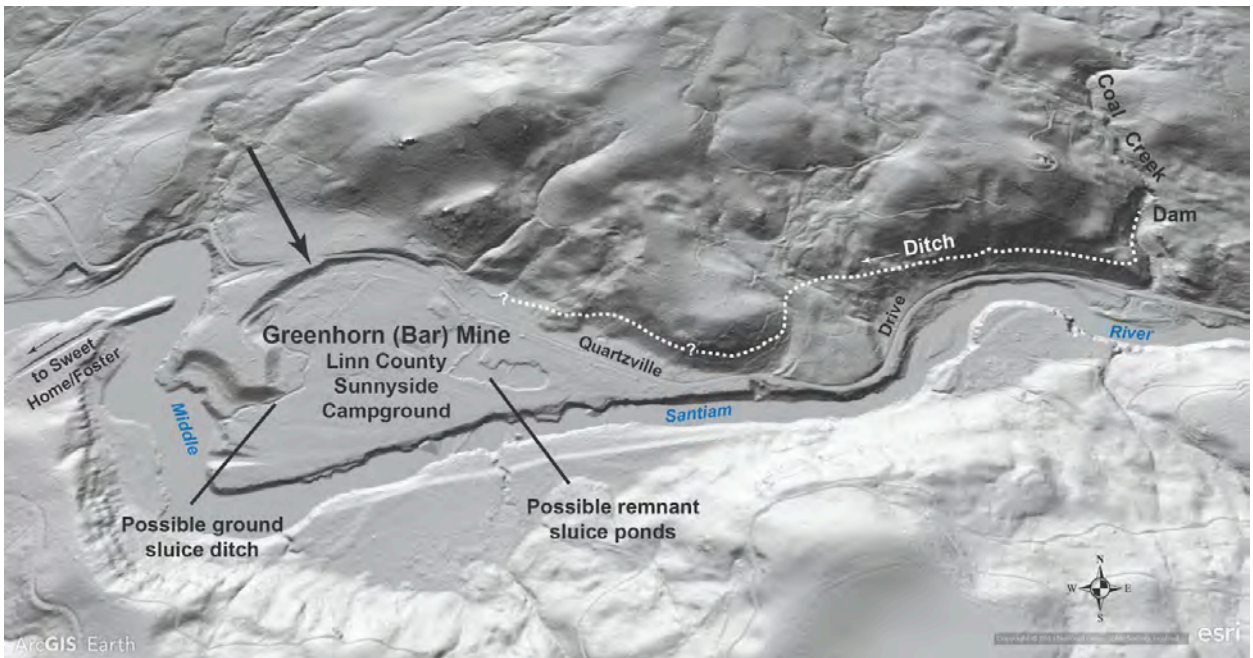 Coal Creek
Dam
Ditch
?
?
Drive
Quartzville
River
Greenhorn (Bar) Mine
Linn County
Sunnyside
Campground
to Sweet
Home/Foster
Middle
Santiam
Possible ground
sluice ditch
Possible remnant
sluice ponds
N
W E
S
ArcGIS Earth
esri